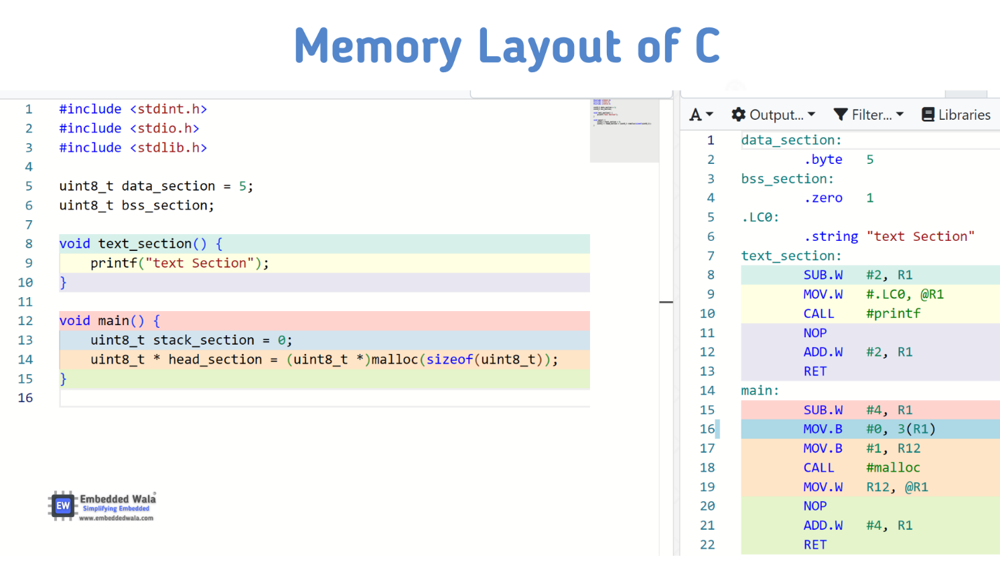 Memory Layout of C
1 #include <stdint.h>
2 #include <stdio.h>
3 #include <stdlib.h>
4
5 uint8_t data_section = 5;
6 uint8_t bss_section;
7
8 void text_section() {
9     printf("text Section");
10 }
11
12 void main() {
13     uint8_t stack_section = 0;
14     uint8_t * head_section = (uint8_t *)malloc(sizeof(uint8_t));
15 }
16
EW Embedded Wala®
Simplifying Embedded
www.embeddedwala.com
A Output... Filter... Libraries
1 data_section:
2         .byte   5
3 bss_section:
4         .zero   1
5 .LC0:
6         .string "text Section"
7 text_section:
8         SUB.W   #2, R1
9         MOV.W   #.LC0, @R1
10         CALL    #printf
11         NOP
12         ADD.W   #2, R1
13         RET
14 main:
15         SUB.W   #4, R1
16         MOV.B   #0, 3(R1)
17         MOV.B   #1, R12
18         CALL    #malloc
19         MOV.W   R12, @R1
20         NOP
21         ADD.W   #4, R1
22         RET